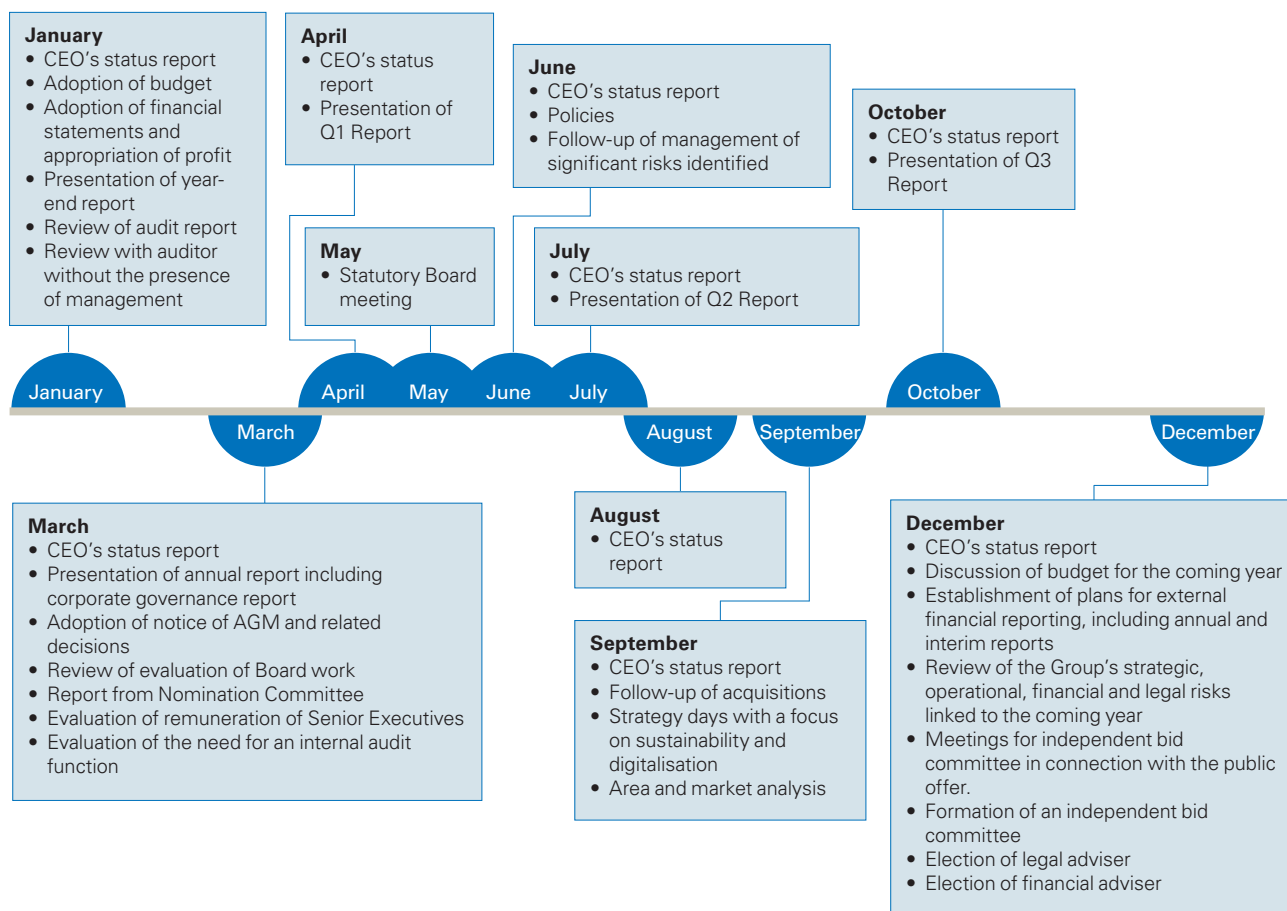 January
• CEO's status report
• Adoption of budget
• Adoption of financial
statements and
appropriation of profit
• Presentation of year-
end report
• Review of audit report
• Review with auditor
without the presence
of management
April
• CEO's status
report
• Presentation of
Q1 Report
May
• Statutory Board
meeting
June
• CEO's status report
• Policies
• Follow-up of management of
significant risks identified
July
• CEO's status report
• Presentation of Q2 Report
October
• CEO's status report
• Presentation of Q3
Report
January
April
May
June
July
October
March
August
September
December
March
• CEO's status report
• Presentation of annual report including
corporate governance report
• Adoption of notice of AGM and related
decisions
• Review of evaluation of Board work
• Report from Nomination Committee
• Evaluation of remuneration of Senior Executives
• Evaluation of the need for an internal audit
function
August
• CEO's status
report
September
• CEO's status report
• Follow-up of acquisitions
• Strategy days with a focus
on sustainability and
digitalisation
• Area and market analysis
December
• CEO's status report
• Discussion of budget for the coming year
• Establishment of plans for external
financial reporting, including annual and
interim reports
• Review of the Group's strategic,
operational, financial and legal risks
linked to the coming year
• Meetings for independent bid
committee in connection with the public
offer.
• Formation of an independent bid
committee
• Election of legal adviser
• Election of financial adviser